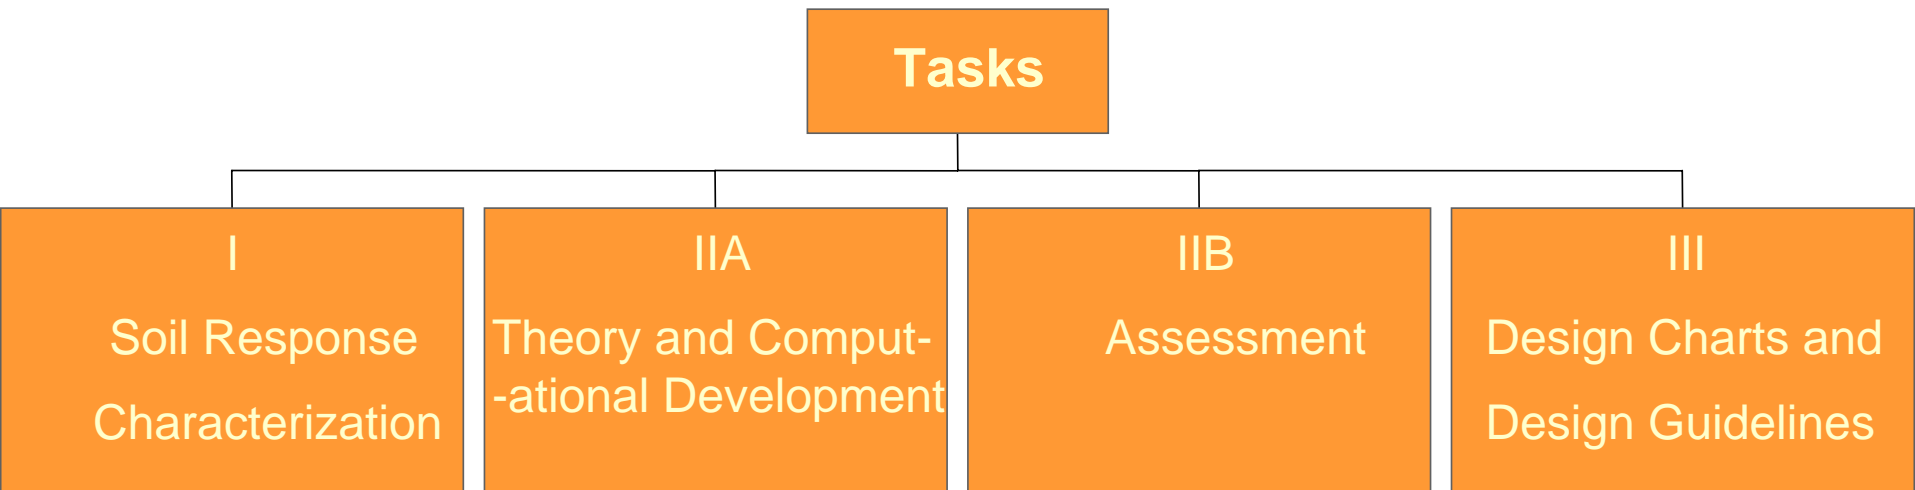 Tasks
I
Soil Response
Characterization
IIA
Theory and Comput-
-ational Development
IIB
Assessment
III
Design Charts and
Design Guidelines